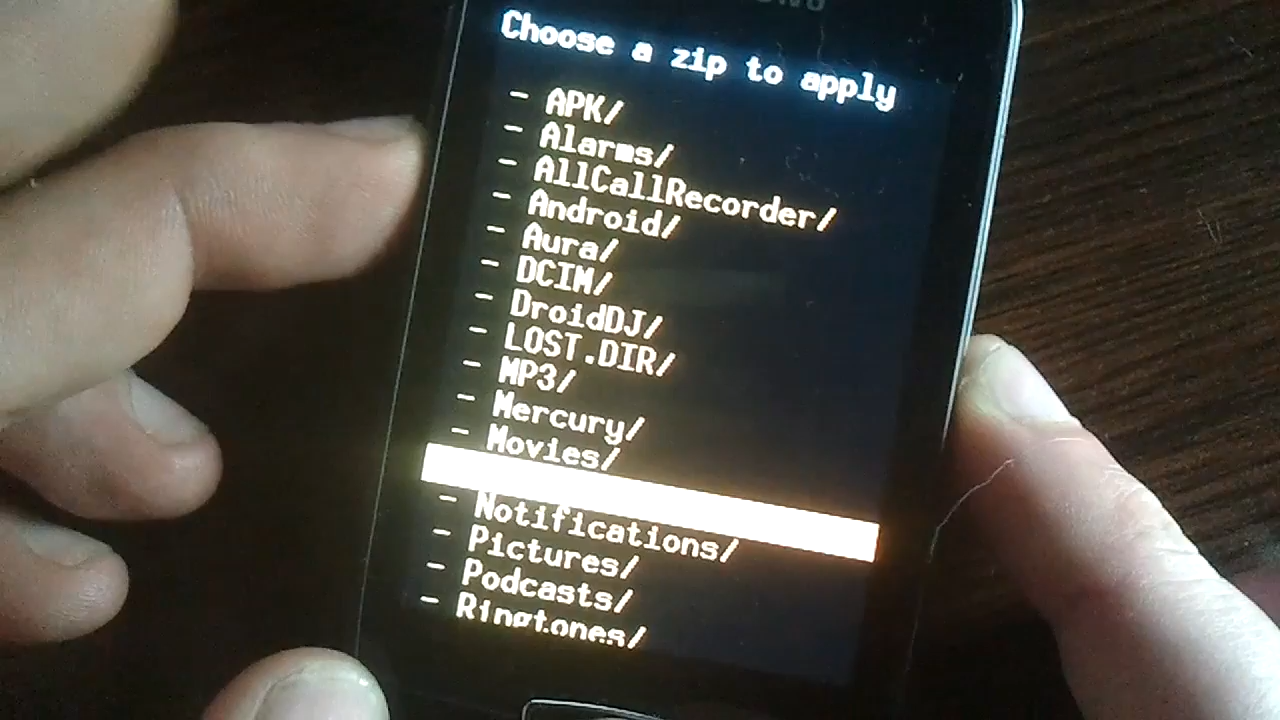 Choose a zip to apply
- APK/
- Alarms/
- AllCallRecorder/
- Android/
- Aura/
- DCIM/
- DroidDJ/
- LOST.DIR/
- MP3/
- Mercury/
- Movies/
- Notifications/
- Pictures/
- Podcasts/
- Ringtones/